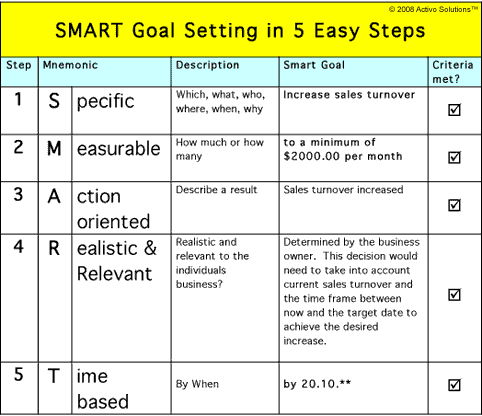 © 2008 Activo Solutions™
SMART Goal Setting in 5 Easy Steps
Step Mnemonic Description Smart Goal Criteria
met?
1 S pecific Which, what, who, Increase sales turnover
where, when, why
2 M easurable How much or how to a minimum of
many $2000.00 per month
3 A ction Describe a result Sales turnover increased
oriented
4 R ealistic & Realistic and Determined by the business
Relevant relevant to the owner. This decision would
individuals need to take into account
business? current sales turnover and
the time frame between
now and the target date to
achieve the desired
increase.
5 T ime By When by 20.10.**
based